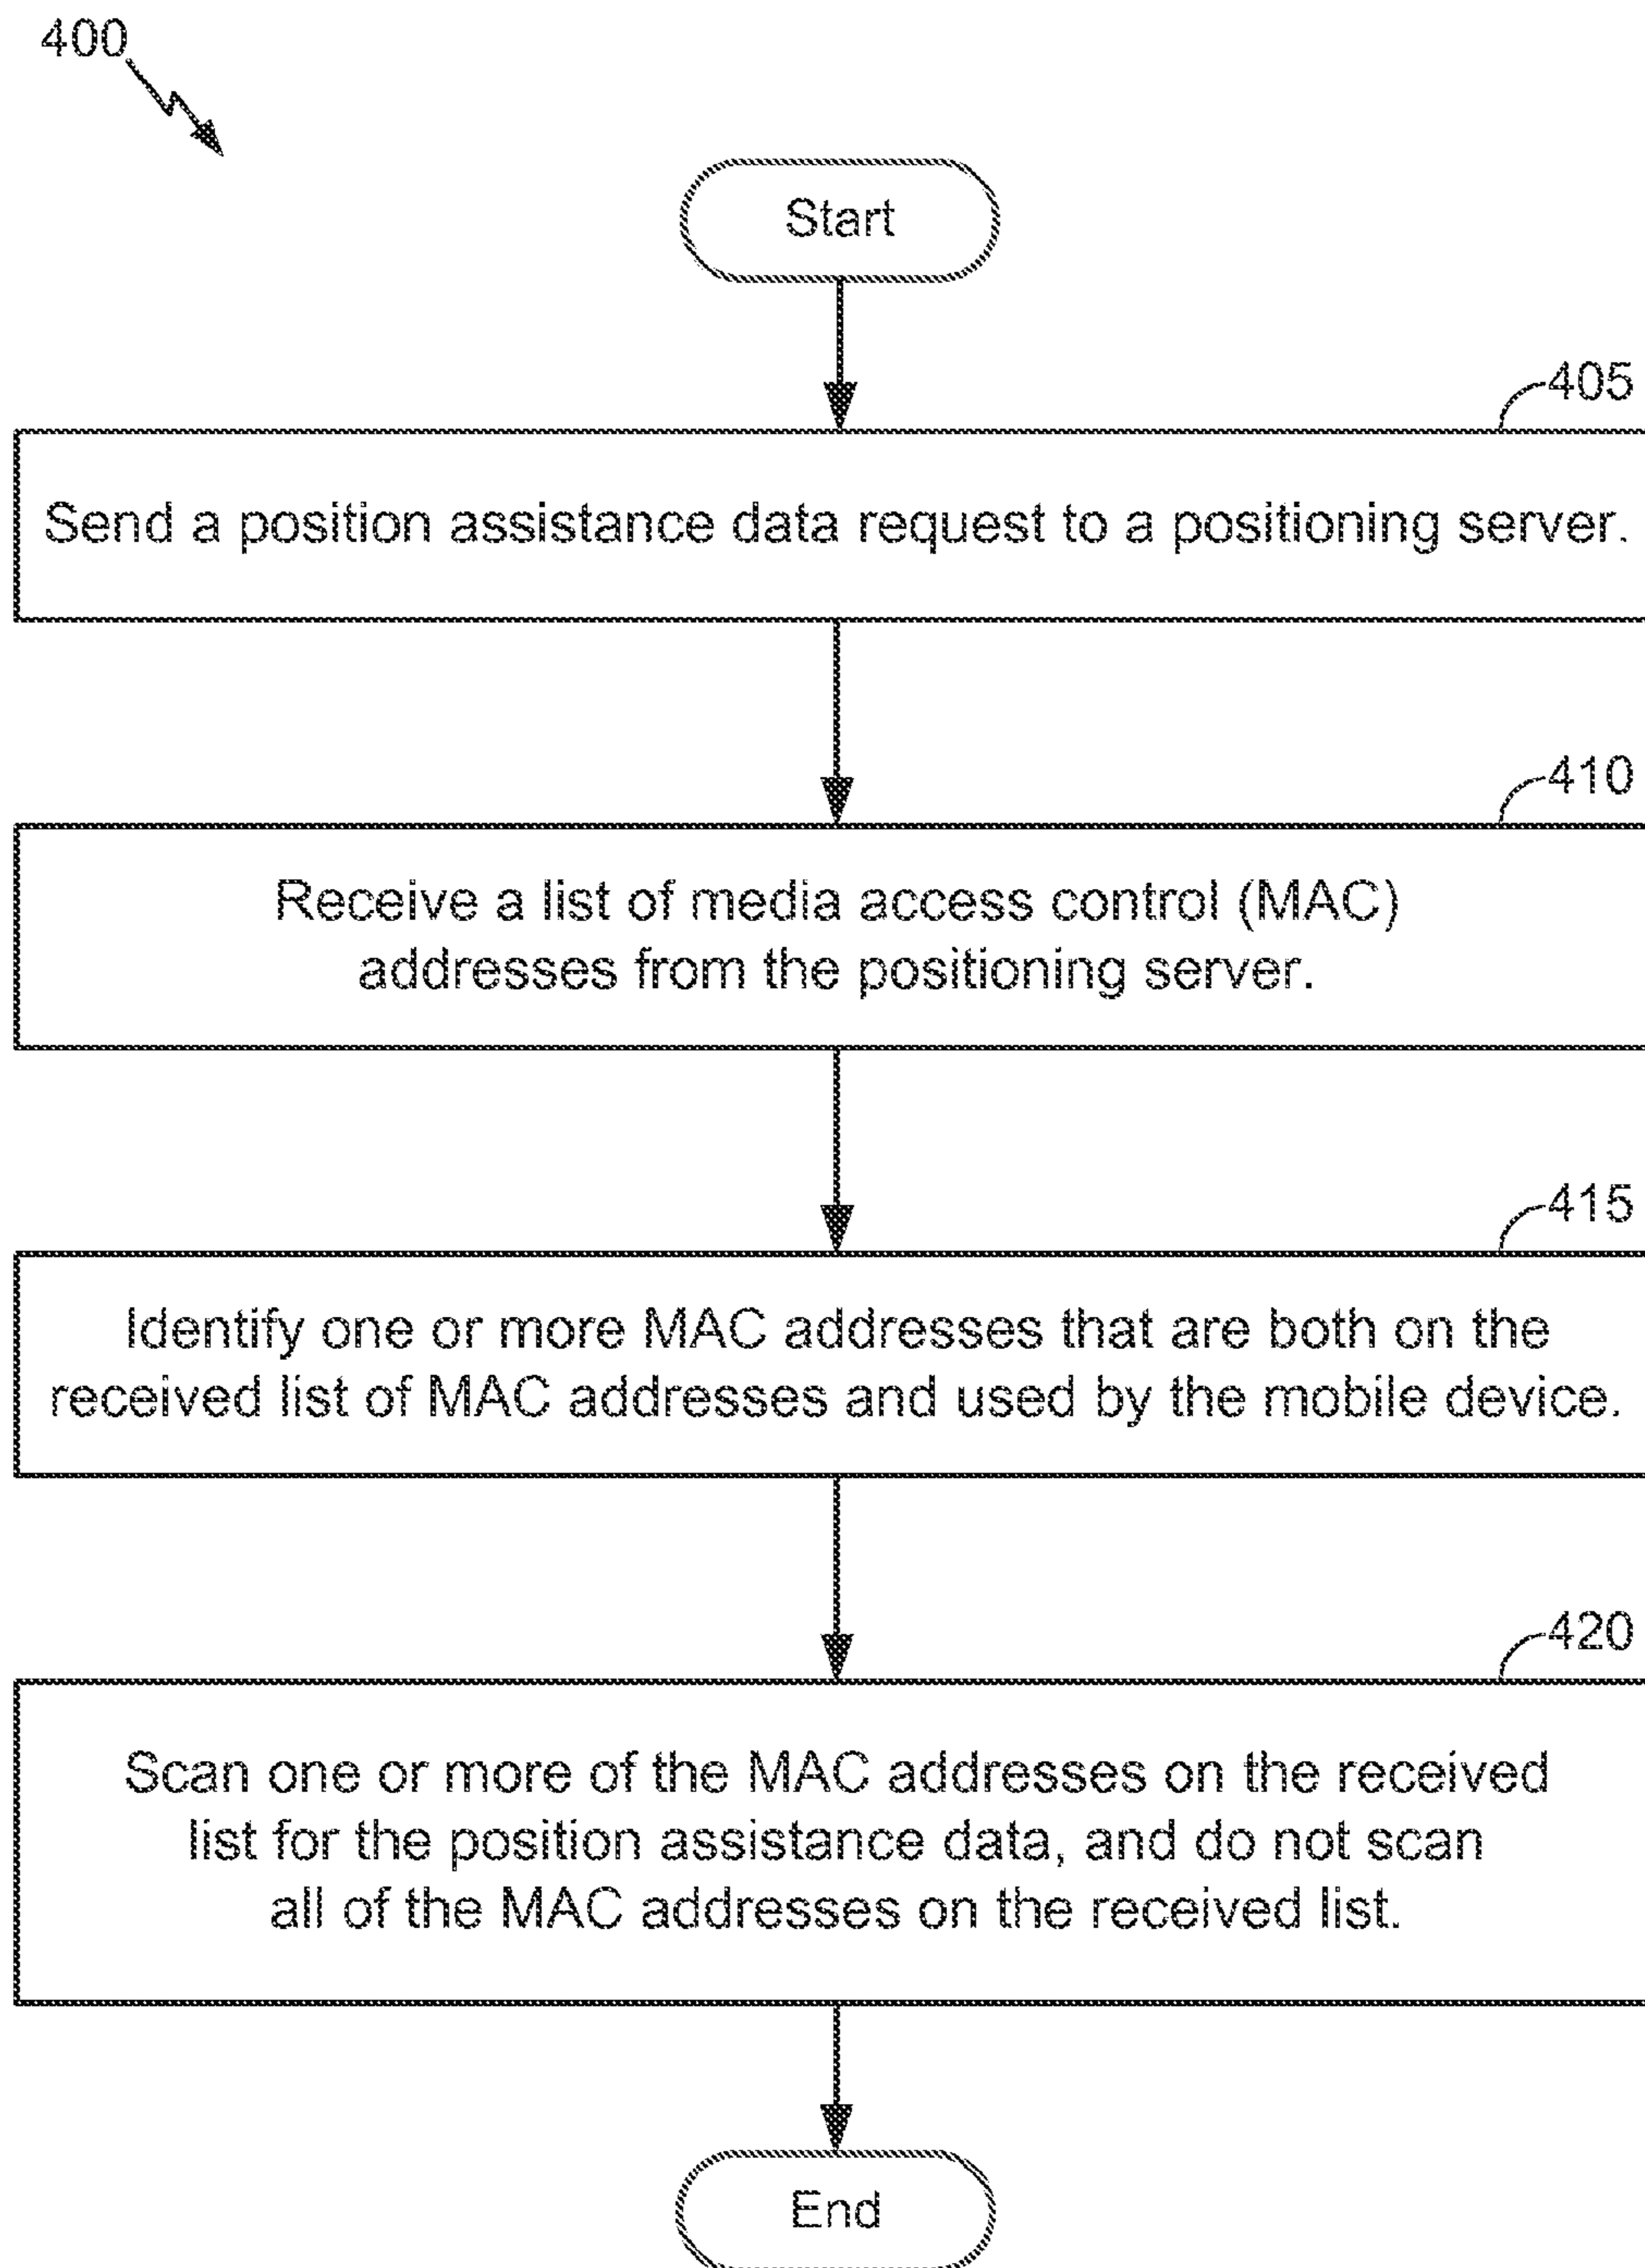 400
Start
405
Send a position assistance data request to a positioning server.
410
Receive a list of media access control (MAC)
addresses from the positioning server.
415
Identify one or more MAC addresses that are both on the
received list of MAC addresses and used by the mobile device.
420
Scan one or more of the MAC addresses on the received
list for the position assistance data, and do not scan
all of the MAC addresses on the received list.
End